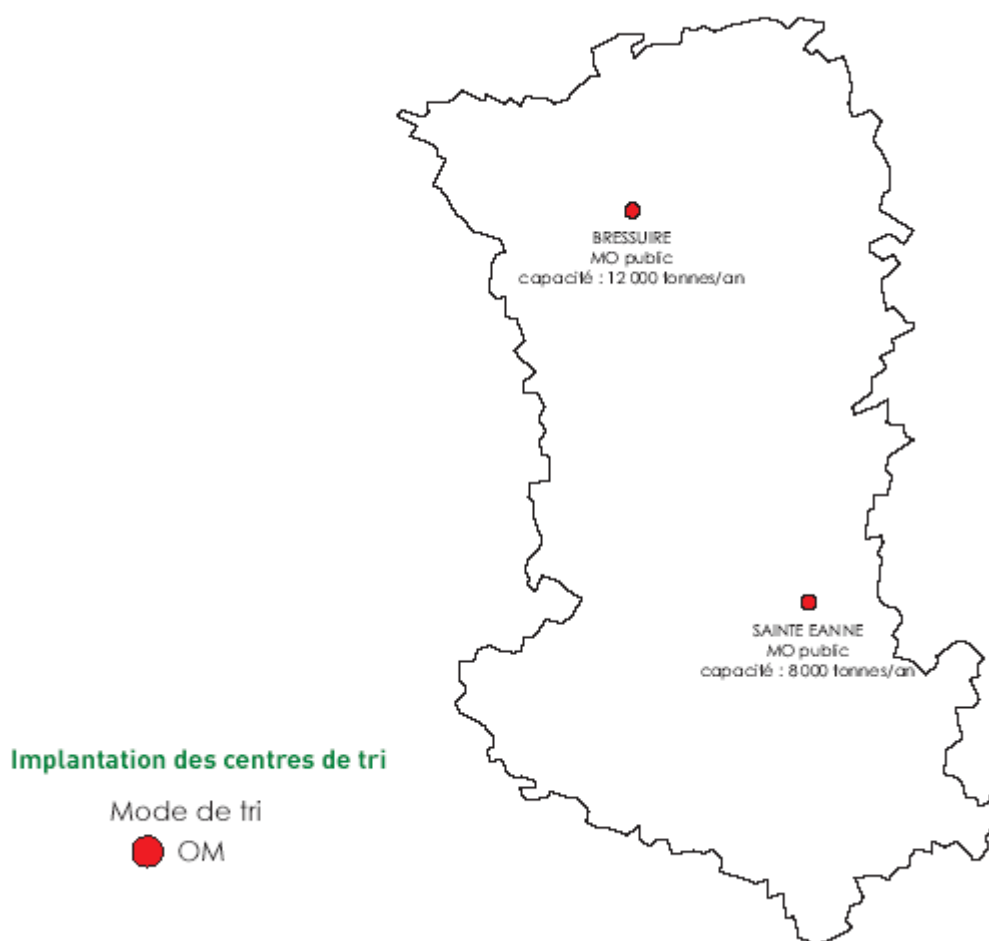 BRESSUIRE
MO public
capacité : 12 000 tonnes/an
SAINTE EANNE
MO public
capacité : 8 000 tonnes/an
Implantation des centres de tri
Mode de tri
OM